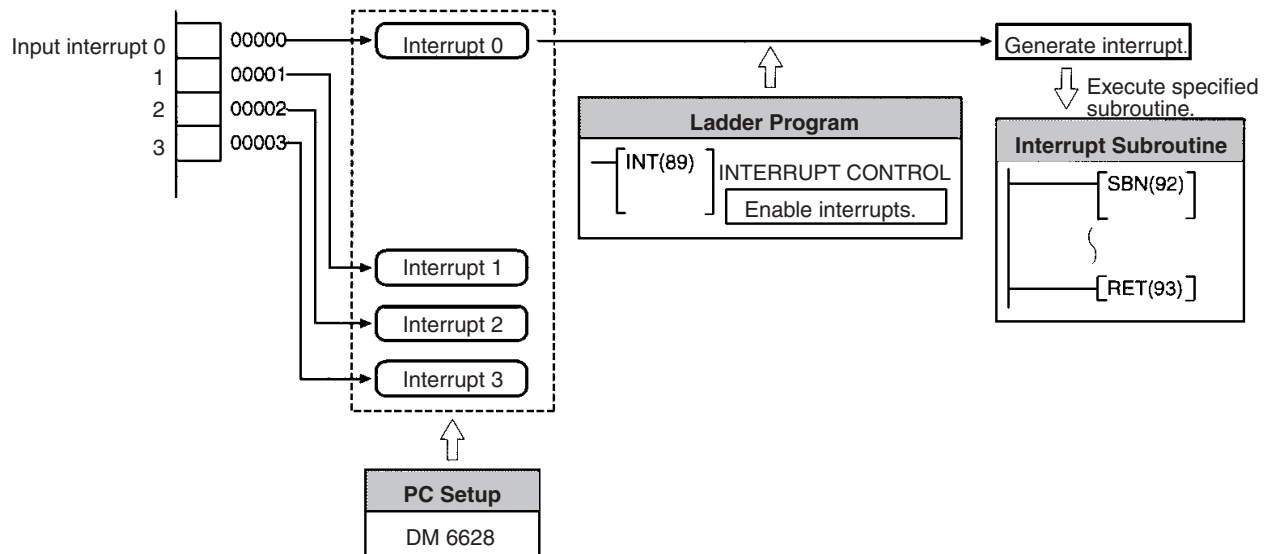 Input interrupt 0
1
2
3
00000
00001
00002
00003
Interrupt 0
Interrupt 1
Interrupt 2
Interrupt 3
PC Setup
DM 6628
Ladder Program
INT(89)
INTERRUPT CONTROL
Enable interrupts.
Generate interrupt.
Execute specified
subroutine.
Interrupt Subroutine
SBN(92)
RET(93)